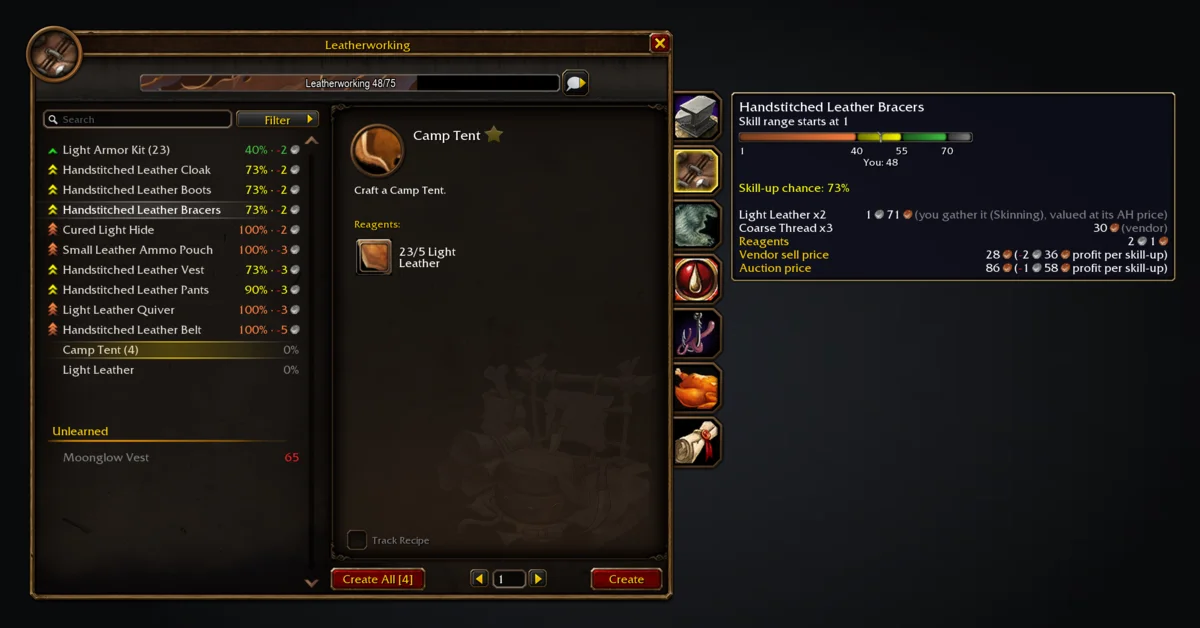 Leatherworking
Leatherworking 48/75
Search
Filter
Light Armor Kit (23) 40% · -2
Handstitched Leather Cloak 73% · -2
Handstitched Leather Boots 73% · -2
Handstitched Leather Bracers 73% · -2
Cured Light Hide 100% · -2
Small Leather Ammo Pouch 100% · -3
Handstitched Leather Vest 73% · -3
Handstitched Leather Pants 90% · -3
Light Leather Quiver 100% · -3
Handstitched Leather Belt 100% · -5
Camp Tent (4) 0%
Light Leather 0%
Unlearned
Moonglow Vest 65
Camp Tent
Craft a Camp Tent.
Reagents:
23/5 Light
Leather
Track Recipe
Create All [4]
1
Create
Handstitched Leather Bracers
Skill range starts at 1
1 40 55 70
You: 48
Skill-up chance: 73%
Light Leather x2 1 71 (you gather it (Skinning), valued at its AH price)
Coarse Thread x3 30 (vendor)
Reagents 2 1
Vendor sell price 28 (-2 36 profit per skill-up)
Auction price 86 (-1 58 profit per skill-up)